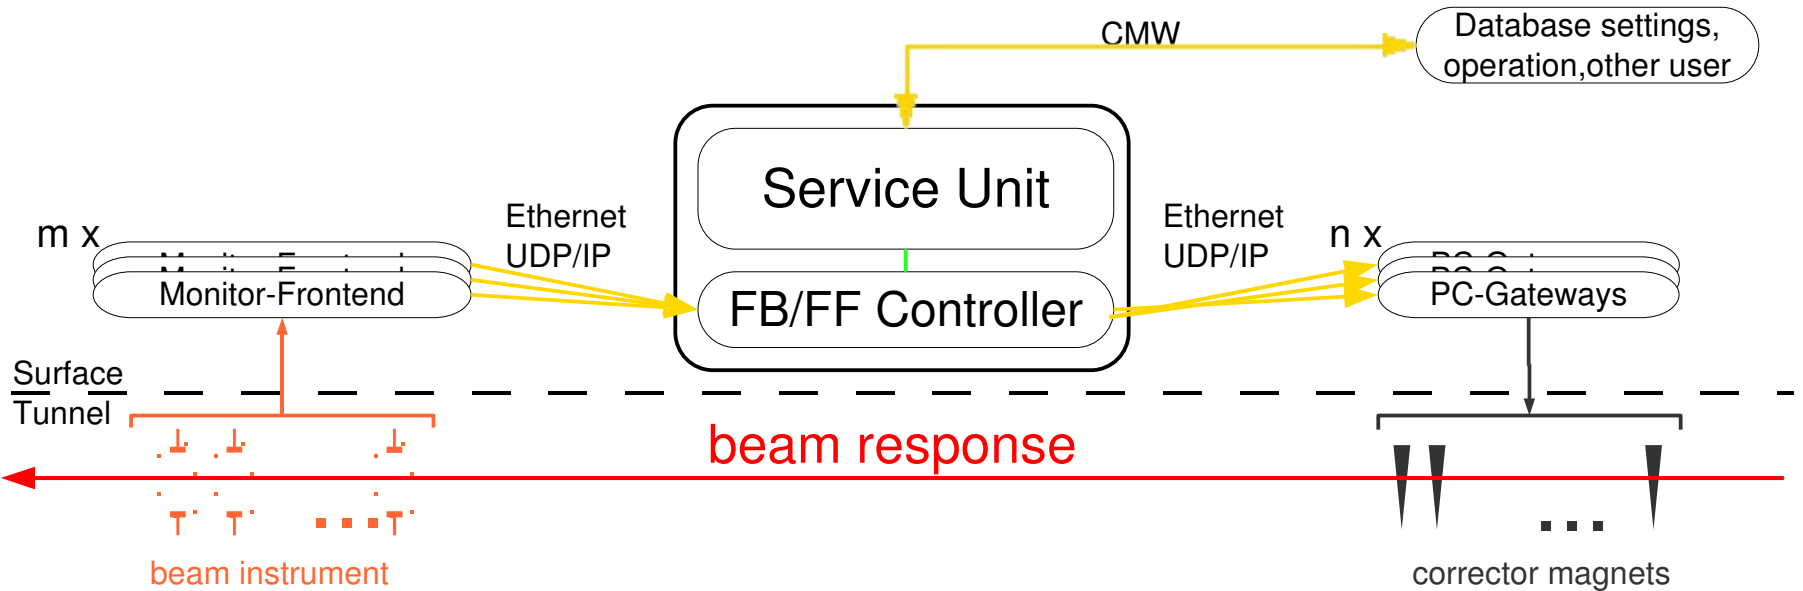 CMW
Database settings,
operation,other user
Service Unit
Ethernet
UDP/IP
Ethernet
UDP/IP
m x
n x
Monitor-Frontend
FB/FF Controller
PC-Gateways
Surface
Tunnel
beam response
beam instrument
corrector magnets